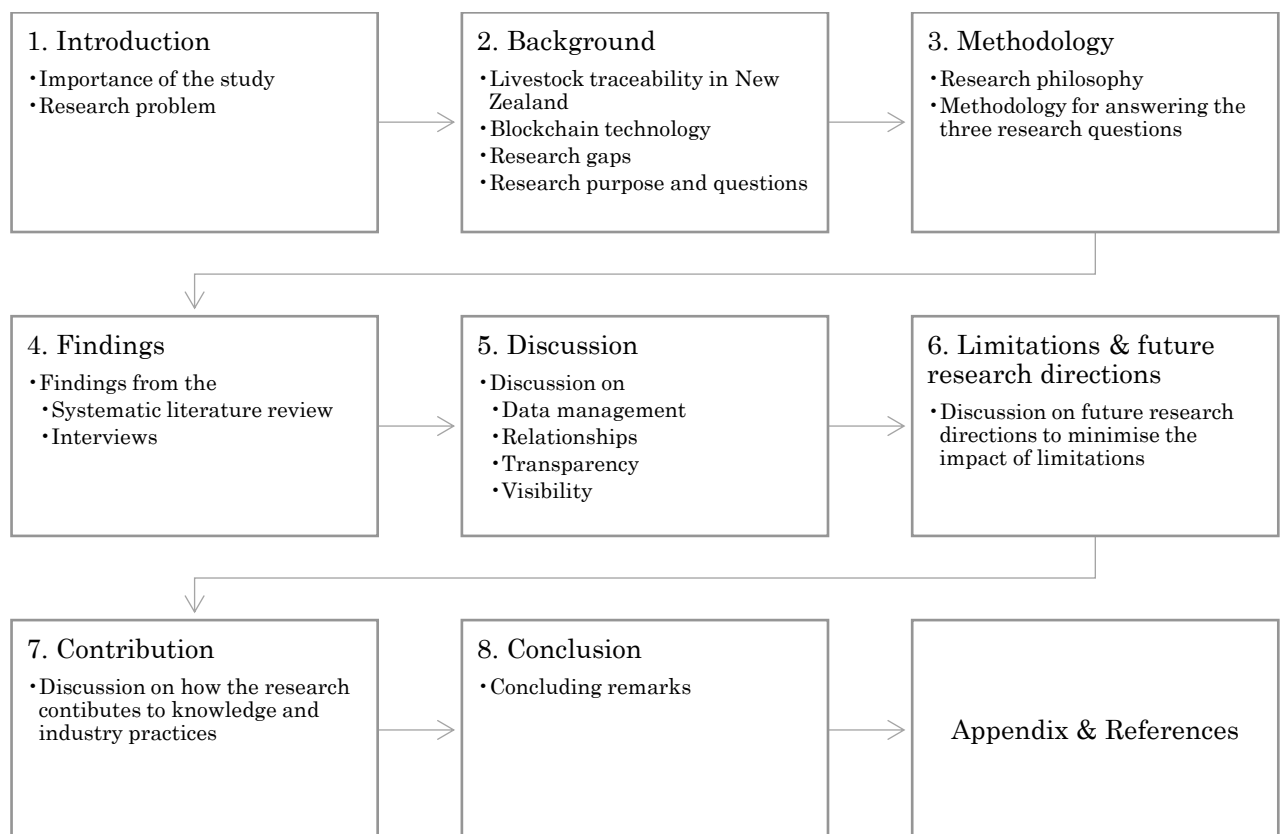 1. Introduction
・Importance of the study
・Research problem
2. Background
・Livestock traceability in New
Zealand
・Blockchain technology
・Research gaps
・Research purpose and questions
3. Methodology
・Research philosophy
・Methodology for answering the
three research questions
4. Findings
・Findings from the
・Systematic literature review
・Interviews
5. Discussion
・Discussion on
・Data management
・Relationships
・Transparency
・Visibility
6. Limitations & future
research directions
・Discussion on future research
directions to minimise the
impact of limitations
7. Contribution
・Discussion on how the research
contibutes to knowledge and
industry practices
8. Conclusion
・Concluding remarks
Appendix & References